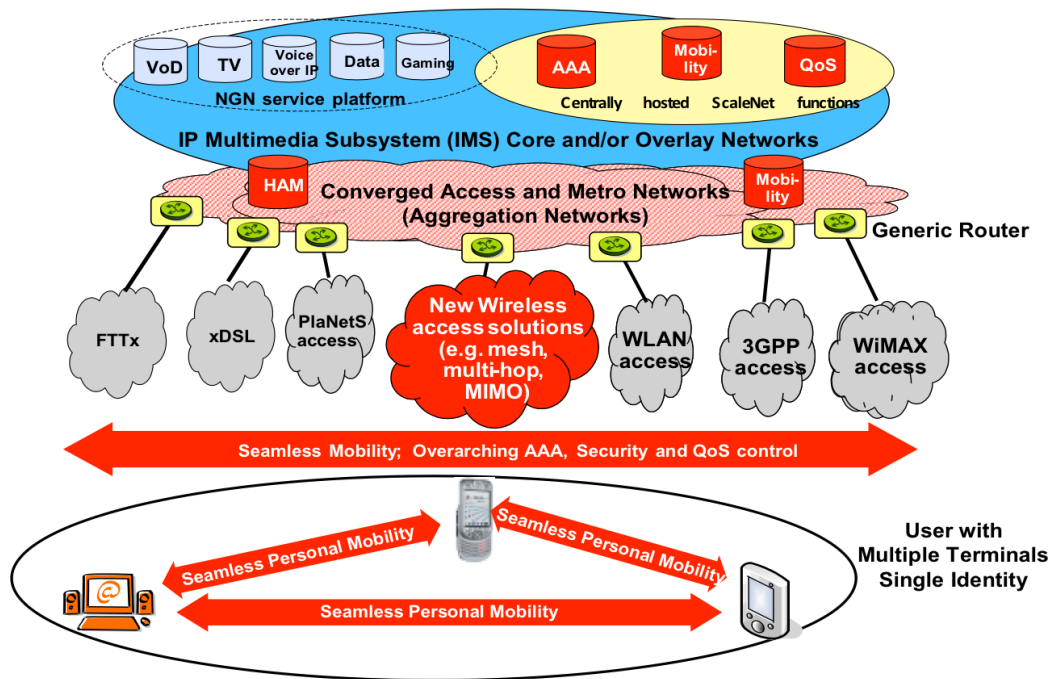 VoD
TV
Voice
over IP
Data
Gaming
NGN service platform
AAA
Mobi-
lity
QoS
Centrally hosted ScaleNet functions
IP Multimedia Subsystem (IMS) Core and/or Overlay Networks
HAM
Converged Access and Metro Networks
(Aggregation Networks)
Mobi-
lity
Generic Router
FTTx
xDSL
PlaNetS
access
New Wireless
access solutions
(e.g. mesh,
multi-hop,
MIMO)
WLAN
access
3GPP
access
WiMAX
access
Seamless Mobility; Overarching AAA, Security and QoS control
Seamless Personal Mobility
Seamless Personal Mobility
Seamless Personal Mobility
@
User with
Multiple Terminals
Single Identity